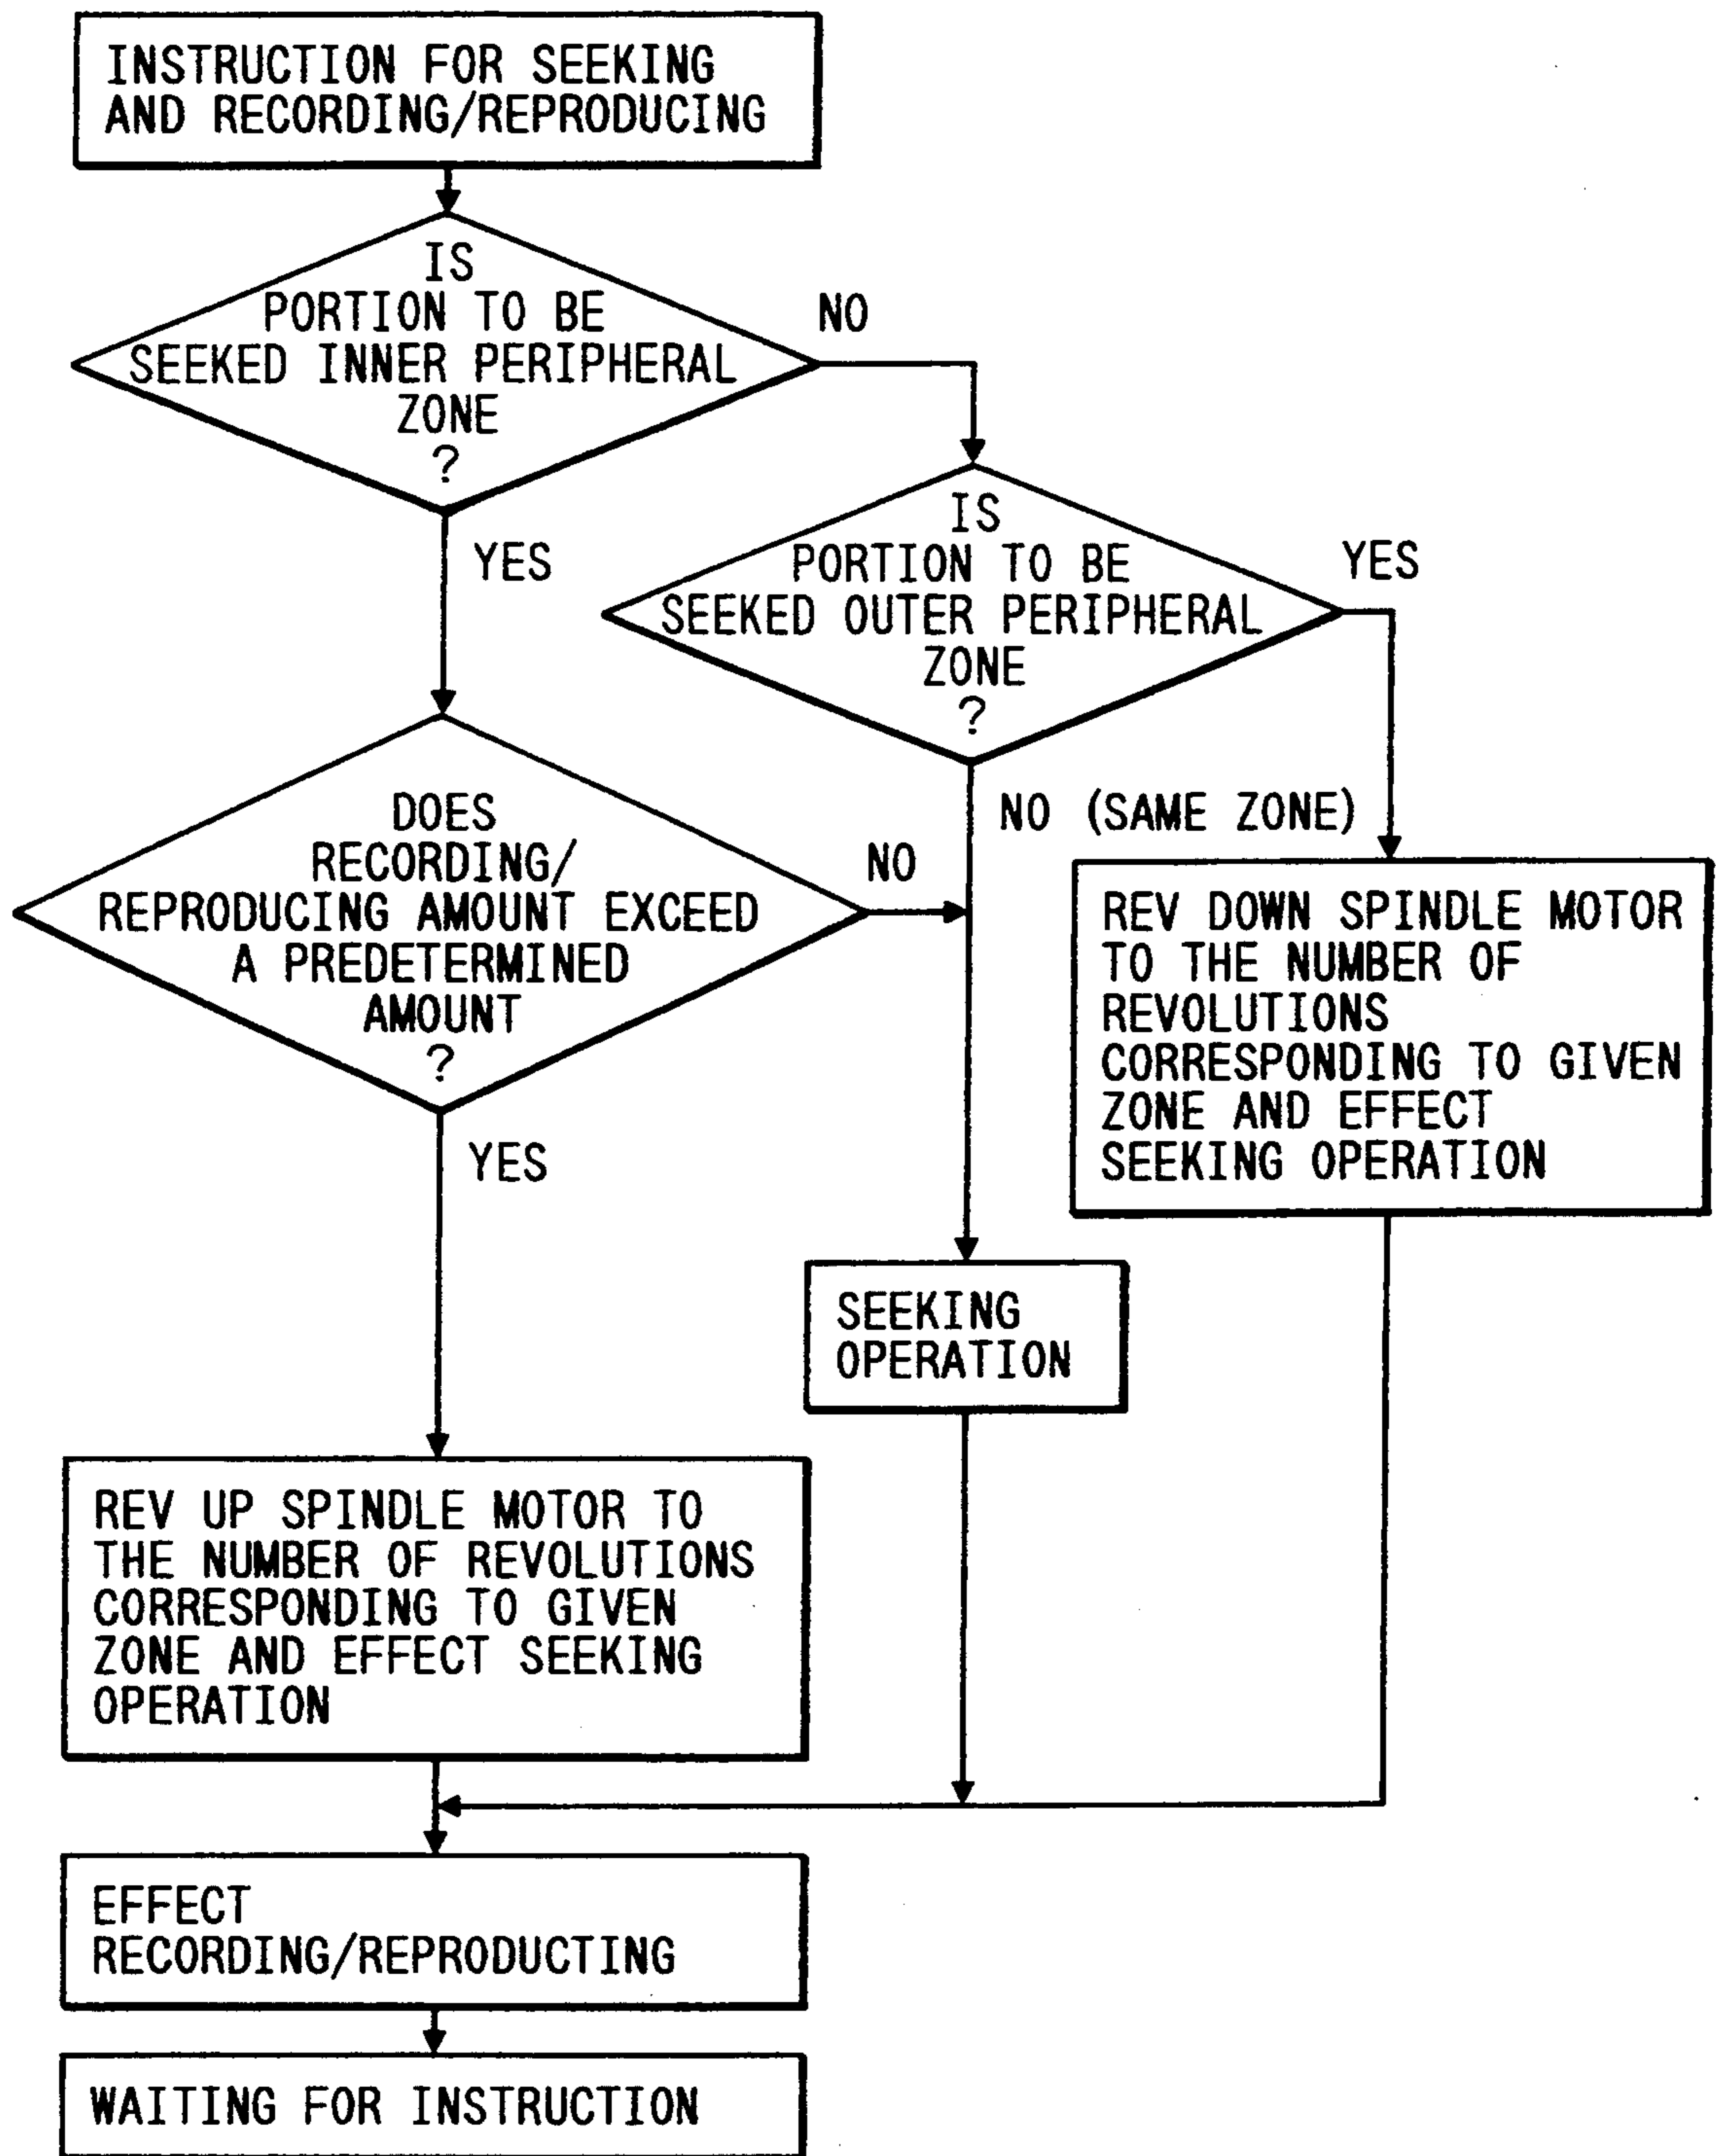 INSTRUCTION FOR SEEKING
AND RECORDING/REPRODUCING
IS
PORTION TO BE
SEEKED INNER PERIPHERAL
ZONE
?
NO
YES
IS
PORTION TO BE
SEEKED OUTER PERIPHERAL
ZONE
?
YES
NO (SAME ZONE)
DOES
RECORDING/
REPRODUCING AMOUNT EXCEED
A PREDETERMINED
AMOUNT
?
NO
YES
REV DOWN SPINDLE MOTOR
TO THE NUMBER OF
REVOLUTIONS
CORRESPONDING TO GIVEN
ZONE AND EFFECT
SEEKING OPERATION
SEEKING
OPERATION
REV UP SPINDLE MOTOR TO
THE NUMBER OF REVOLUTIONS
CORRESPONDING TO GIVEN
ZONE AND EFFECT SEEKING
OPERATION
EFFECT
RECORDING/REPRODUCTING
WAITING FOR INSTRUCTION